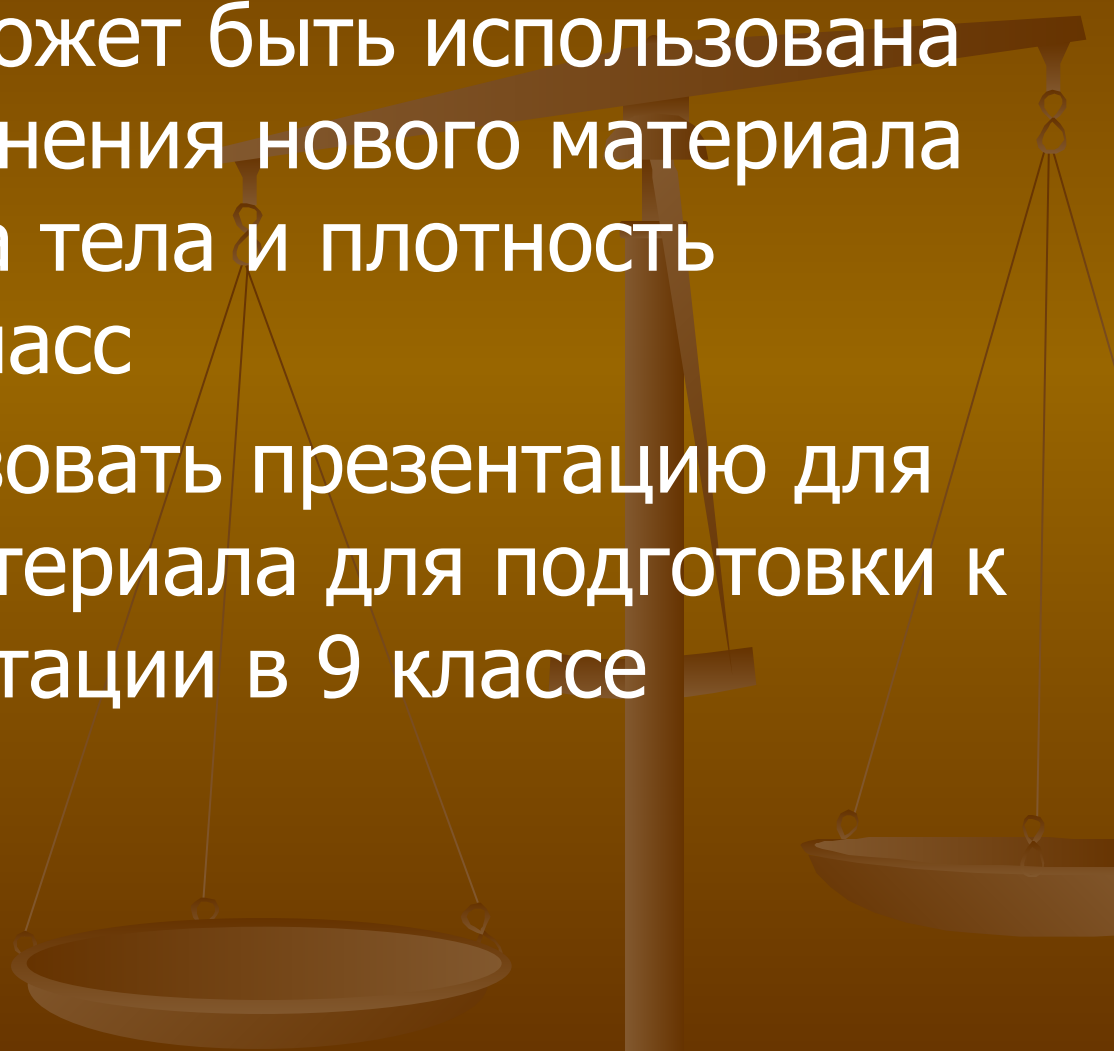 ожет быть использована
нения нового материала
а тела и плотность
ласс
зовать презентацию для
териала для подготовки к
тации в 9 классе